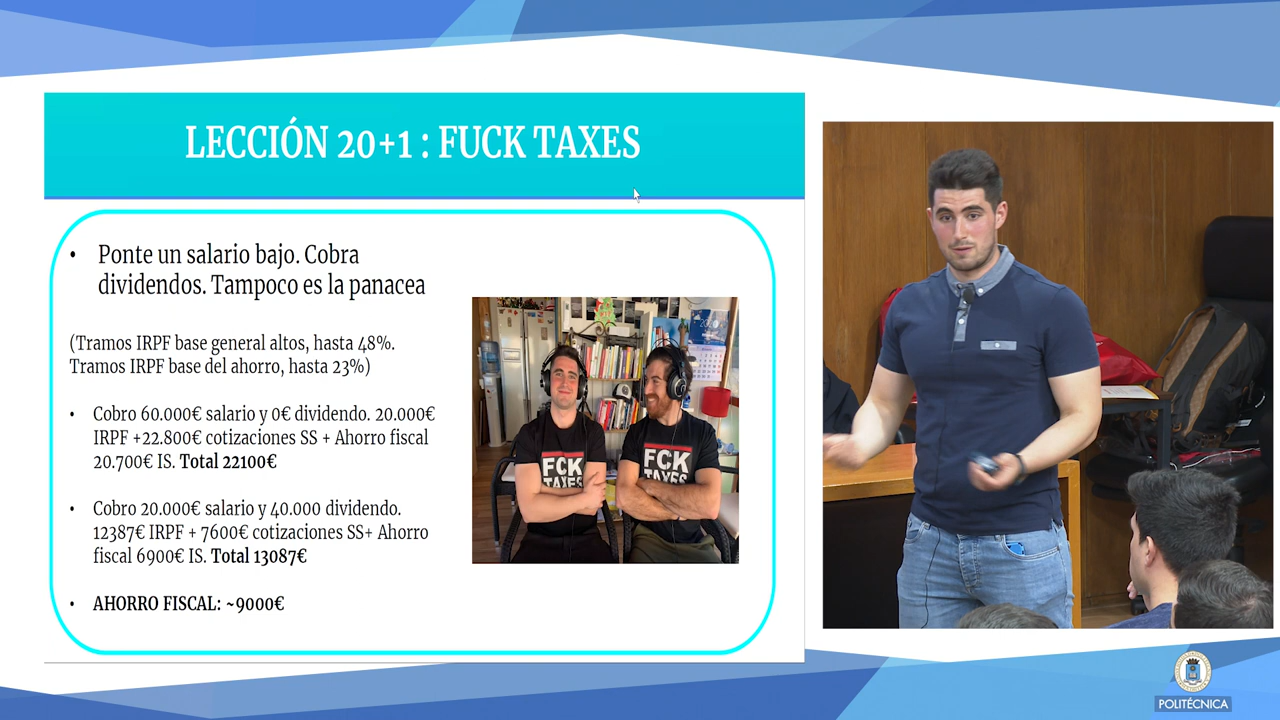 LECCIÓN 20+1 : FUCK TAXES
• Ponte un salario bajo. Cobra
dividendos. Tampoco es la panacea
(Tramos IRPF base general altos, hasta 48%.
Tramos IRPF base del ahorro, hasta 23%)
• Cobro 60.000€ salario y 0€ dividendo. 20.000€
IRPF +22.800€ cotizaciones SS + Ahorro fiscal
20.700€ IS. Total 22100€
• Cobro 20.000€ salario y 40.000 dividendo.
12387€ IRPF + 7600€ cotizaciones SS+ Ahorro
fiscal 6900€ IS. Total 13087€
• AHORRO FISCAL: ~9000€
FCK
TAXES
FCK
TAXES
POLITÉCNICA